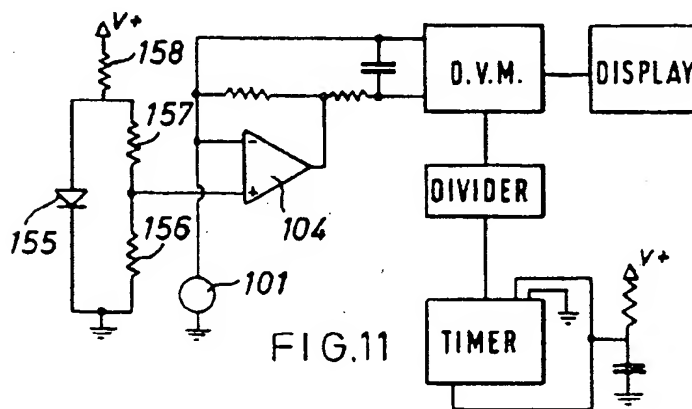 V+
158
157
155
156
104
101
D.V.M.
DISPLAY
DIVIDER
TIMER
V+
FIG.11